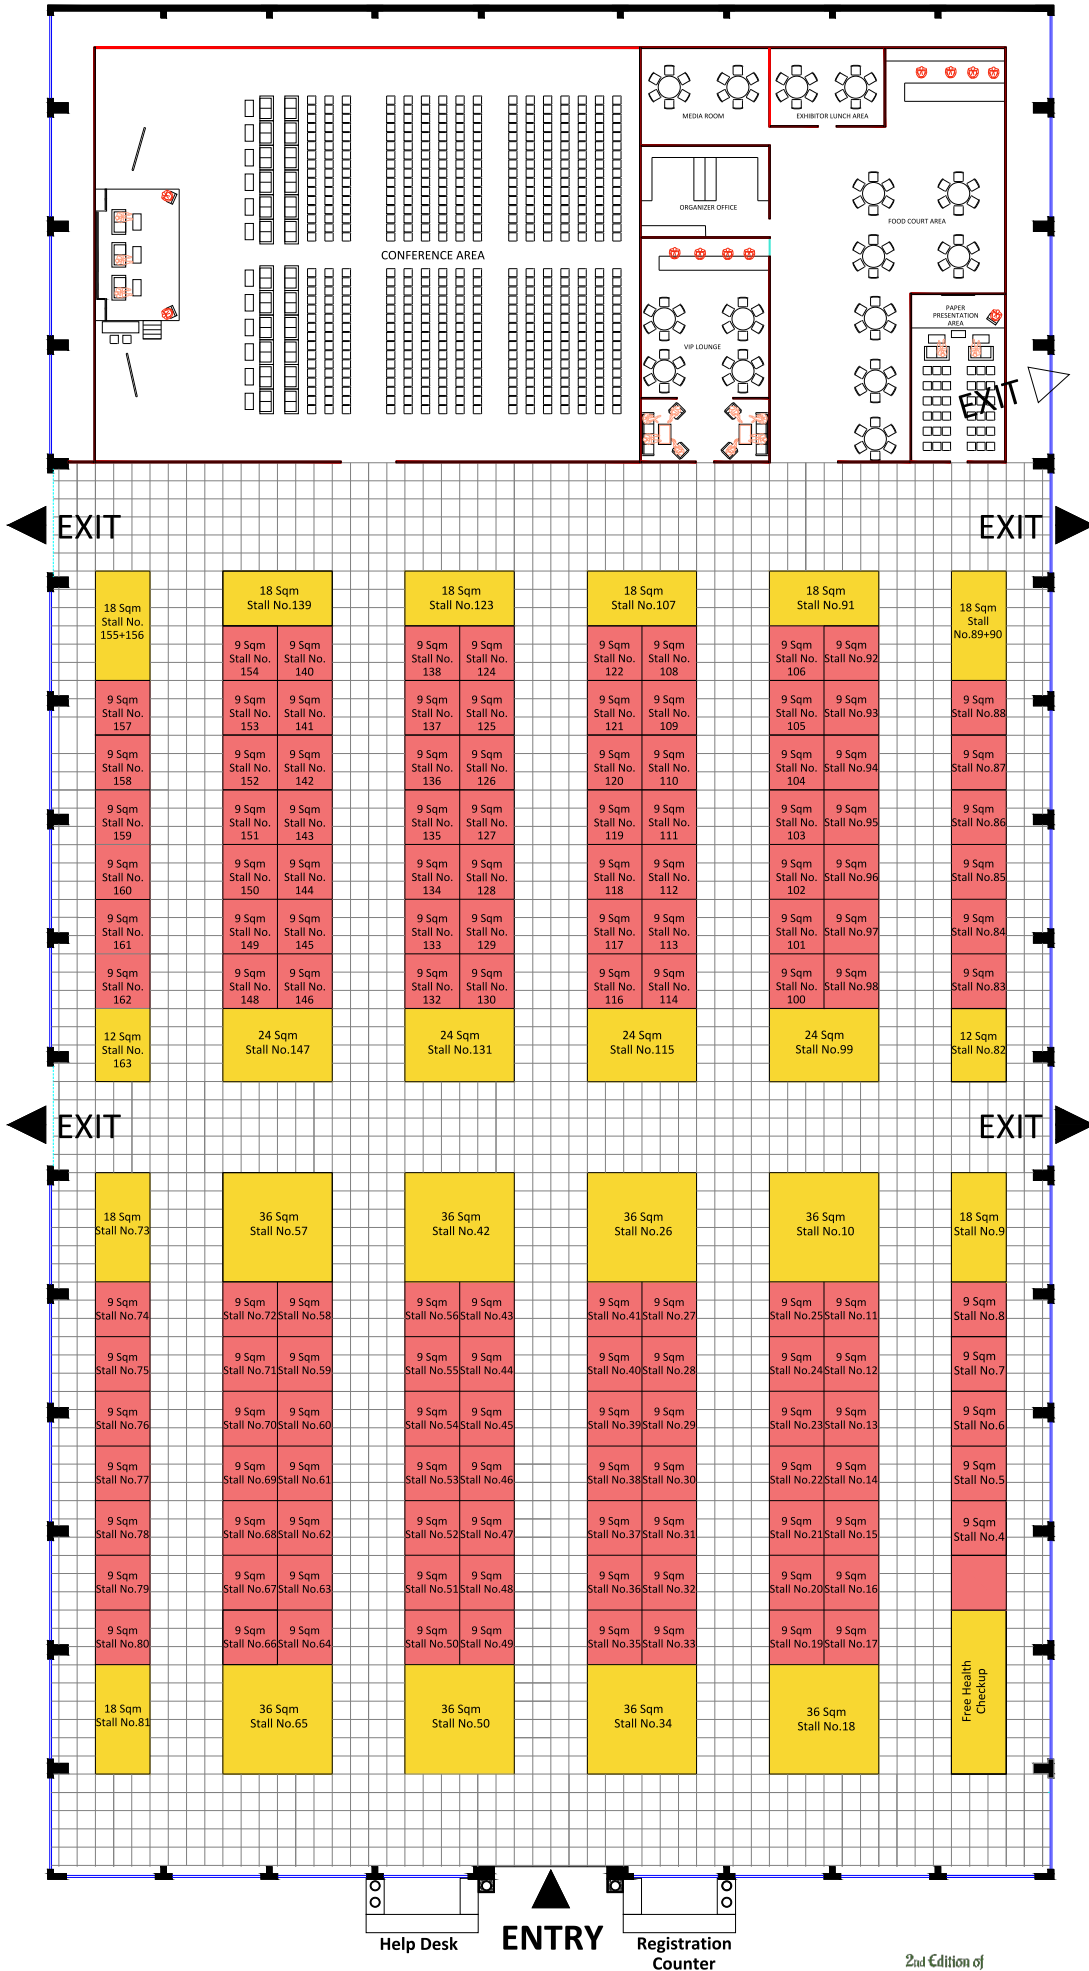 MEDIA ROOM
EXHIBITOR LUNCH AREA
ORGANIZER OFFICE
FOOD COURT AREA
CONFERENCE AREA
PAPER
PRESENTATION
AREA
VIP LOUNGE
EXIT
EXIT
EXIT
18 Sqm
Stall No.
155+156
18 Sqm
Stall No.139
18 Sqm
Stall No.123
18 Sqm
Stall No.107
18 Sqm
Stall No.91
18 Sqm
Stall
No.89+90
9 Sqm
Stall No.
154
9 Sqm
Stall No.
140
9 Sqm
Stall No.
138
9 Sqm
Stall No.
124
9 Sqm
Stall No.
122
9 Sqm
Stall No.
108
9 Sqm
Stall No.
106
9 Sqm
Stall No.92
9 Sqm
Stall No.
157
9 Sqm
Stall No.
153
9 Sqm
Stall No.
141
9 Sqm
Stall No.
137
9 Sqm
Stall No.
125
9 Sqm
Stall No.
121
9 Sqm
Stall No.
109
9 Sqm
Stall No.
105
9 Sqm
Stall No.93
9 Sqm
Stall No.88
9 Sqm
Stall No.
158
9 Sqm
Stall No.
152
9 Sqm
Stall No.
142
9 Sqm
Stall No.
136
9 Sqm
Stall No.
126
9 Sqm
Stall No.
120
9 Sqm
Stall No.
110
9 Sqm
Stall No.
104
9 Sqm
Stall No.94
9 Sqm
Stall No.87
9 Sqm
Stall No.
159
9 Sqm
Stall No.
151
9 Sqm
Stall No.
143
9 Sqm
Stall No.
135
9 Sqm
Stall No.
127
9 Sqm
Stall No.
119
9 Sqm
Stall No.
111
9 Sqm
Stall No.
103
9 Sqm
Stall No.95
9 Sqm
Stall No.86
9 Sqm
Stall No.
160
9 Sqm
Stall No.
150
9 Sqm
Stall No.
144
9 Sqm
Stall No.
134
9 Sqm
Stall No.
128
9 Sqm
Stall No.
118
9 Sqm
Stall No.
112
9 Sqm
Stall No.
102
9 Sqm
Stall No.96
9 Sqm
Stall No.85
9 Sqm
Stall No.
161
9 Sqm
Stall No.
149
9 Sqm
Stall No.
145
9 Sqm
Stall No.
133
9 Sqm
Stall No.
129
9 Sqm
Stall No.
117
9 Sqm
Stall No.
113
9 Sqm
Stall No.
101
9 Sqm
Stall No.97
9 Sqm
Stall No.84
9 Sqm
Stall No.
162
9 Sqm
Stall No.
148
9 Sqm
Stall No.
146
9 Sqm
Stall No.
132
9 Sqm
Stall No.
130
9 Sqm
Stall No.
116
9 Sqm
Stall No.
114
9 Sqm
Stall No.
100
9 Sqm
Stall No.98
9 Sqm
Stall No.83
12 Sqm
Stall No.
163
24 Sqm
Stall No.147
24 Sqm
Stall No.131
24 Sqm
Stall No.115
24 Sqm
Stall No.99
12 Sqm
Stall No.82
EXIT
EXIT
18 Sqm
Stall No.73
36 Sqm
Stall No.57
36 Sqm
Stall No.42
36 Sqm
Stall No.26
36 Sqm
Stall No.10
18 Sqm
Stall No.9
9 Sqm
Stall No.74
9 Sqm
Stall No.72
9 Sqm
Stall No.58
9 Sqm
Stall No.56
9 Sqm
Stall No.43
9 Sqm
Stall No.41
9 Sqm
Stall No.27
9 Sqm
Stall No.25
9 Sqm
Stall No.11
9 Sqm
Stall No.8
9 Sqm
Stall No.75
9 Sqm
Stall No.71
9 Sqm
Stall No.59
9 Sqm
Stall No.55
9 Sqm
Stall No.44
9 Sqm
Stall No.40
9 Sqm
Stall No.28
9 Sqm
Stall No.24
9 Sqm
Stall No.12
9 Sqm
Stall No.7
9 Sqm
Stall No.76
9 Sqm
Stall No.70
9 Sqm
Stall No.60
9 Sqm
Stall No.54
9 Sqm
Stall No.45
9 Sqm
Stall No.39
9 Sqm
Stall No.29
9 Sqm
Stall No.23
9 Sqm
Stall No.13
9 Sqm
Stall No.6
9 Sqm
Stall No.77
9 Sqm
Stall No.69
9 Sqm
Stall No.61
9 Sqm
Stall No.53
9 Sqm
Stall No.46
9 Sqm
Stall No.38
9 Sqm
Stall No.30
9 Sqm
Stall No.22
9 Sqm
Stall No.14
9 Sqm
Stall No.5
9 Sqm
Stall No.78
9 Sqm
Stall No.68
9 Sqm
Stall No.62
9 Sqm
Stall No.52
9 Sqm
Stall No.47
9 Sqm
Stall No.37
9 Sqm
Stall No.31
9 Sqm
Stall No.21
9 Sqm
Stall No.15
9 Sqm
Stall No.4
9 Sqm
Stall No.79
9 Sqm
Stall No.67
9 Sqm
Stall No.63
9 Sqm
Stall No.51
9 Sqm
Stall No.48
9 Sqm
Stall No.36
9 Sqm
Stall No.32
9 Sqm
Stall No.20
9 Sqm
Stall No.16
9 Sqm
Stall No.80
9 Sqm
Stall No.66
9 Sqm
Stall No.64
9 Sqm
Stall No.50
9 Sqm
Stall No.49
9 Sqm
Stall No.35
9 Sqm
Stall No.33
9 Sqm
Stall No.19
9 Sqm
Stall No.17
18 Sqm
Stall No.81
36 Sqm
Stall No.65
36 Sqm
Stall No.50
36 Sqm
Stall No.34
36 Sqm
Stall No.18
Free Health
Checkup
Help Desk
ENTRY
Registration
Counter
2nd Edition of